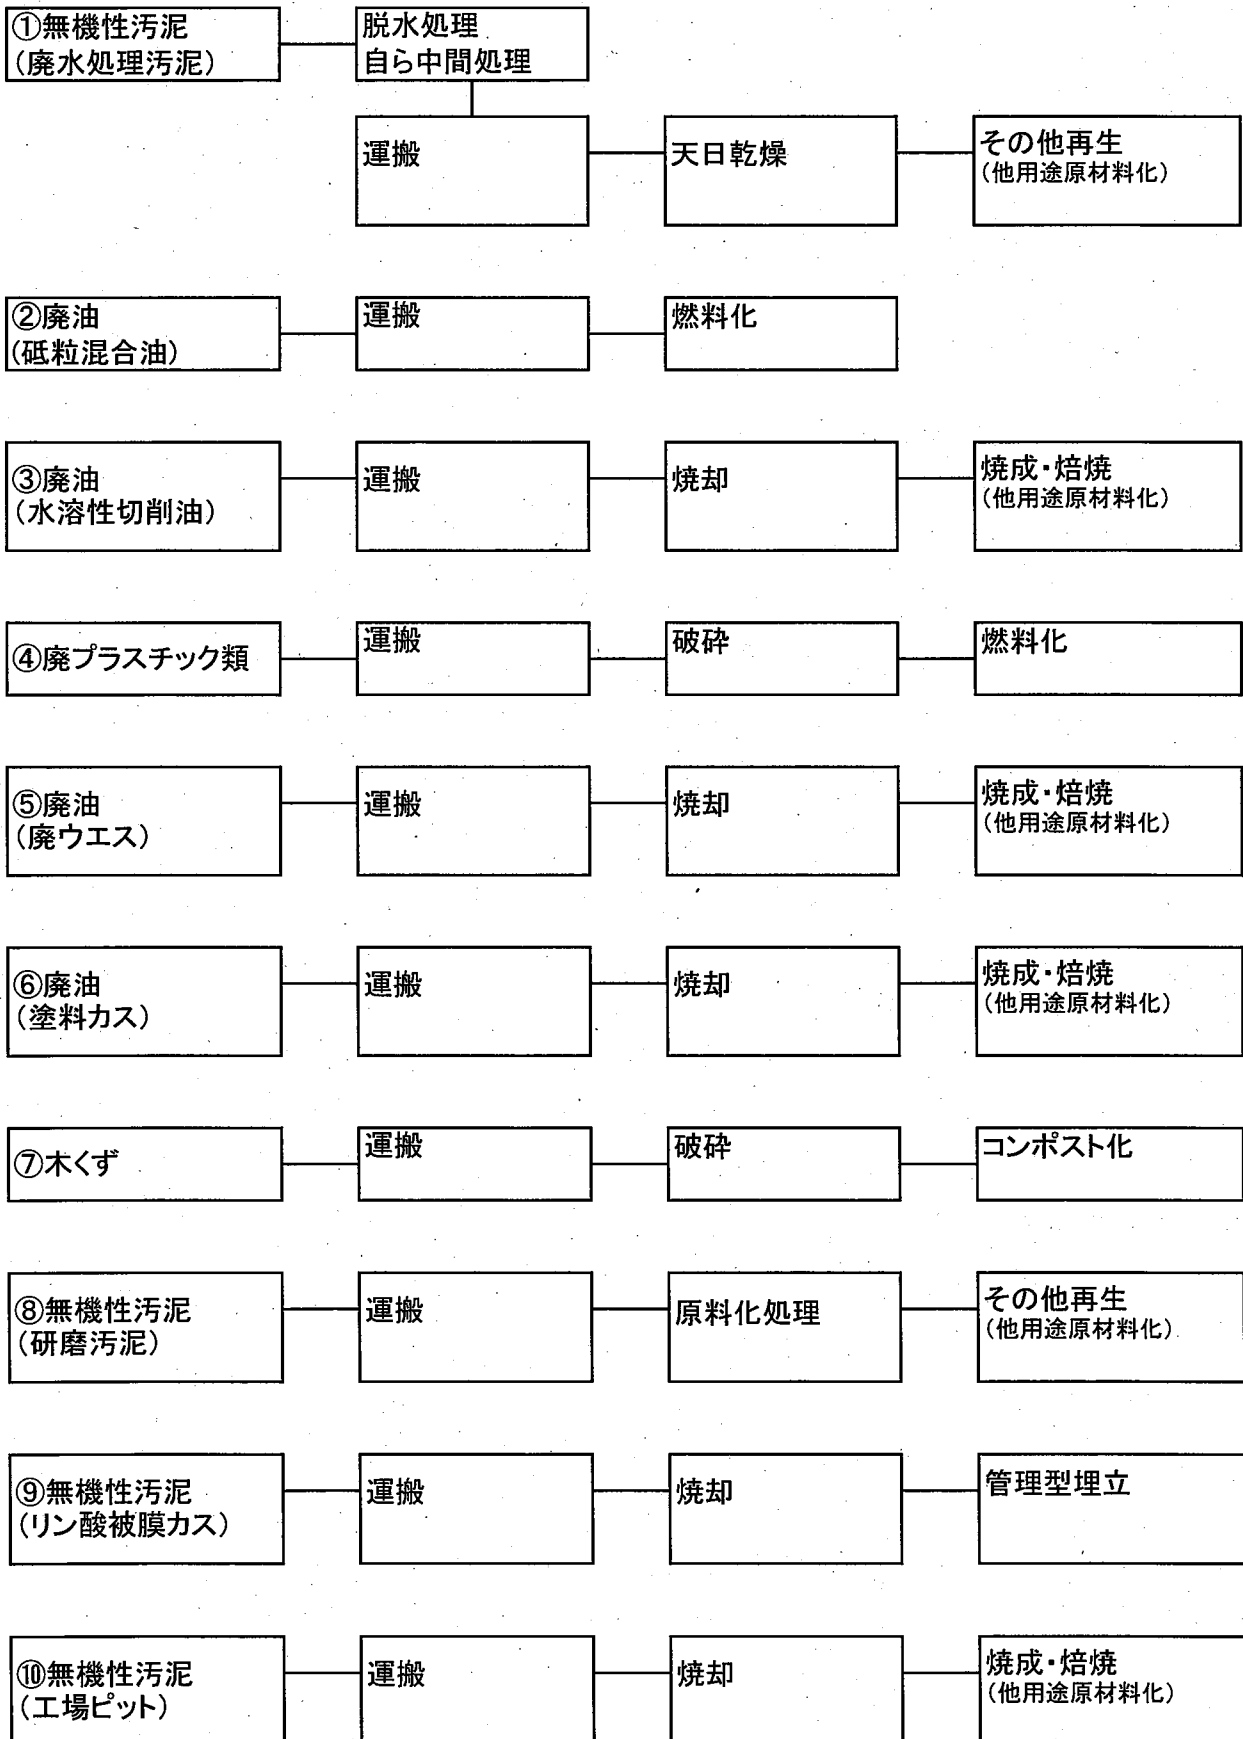 ①無機性汚泥
(廃水処理汚泥)
脱水処理
自ら中間処理
運搬
天日乾燥
その他再生
(他用途原材料化)
②廃油
(砥粒混合油)
運搬
燃料化
③廃油
(水溶性切削油)
運搬
焼却
焼成・焙焼
(他用途原材料化)
④廃プラスチック類
運搬
破砕
燃料化
⑤廃油
(廃ウエス)
運搬
焼却
焼成・焙焼
(他用途原材料化)
⑥廃油
(塗料カス)
運搬
焼却
焼成・焙焼
(他用途原材料化)
⑦木くず
運搬
破砕
コンポスト化
⑧無機性汚泥
(研磨汚泥)
運搬
原料化処理
その他再生
(他用途原材料化)
⑨無機性汚泥
(リン酸被膜カス)
運搬
焼却
管理型埋立
⑩無機性汚泥
(工場ピット)
運搬
焼却
焼成・焙焼
(他用途原材料化)